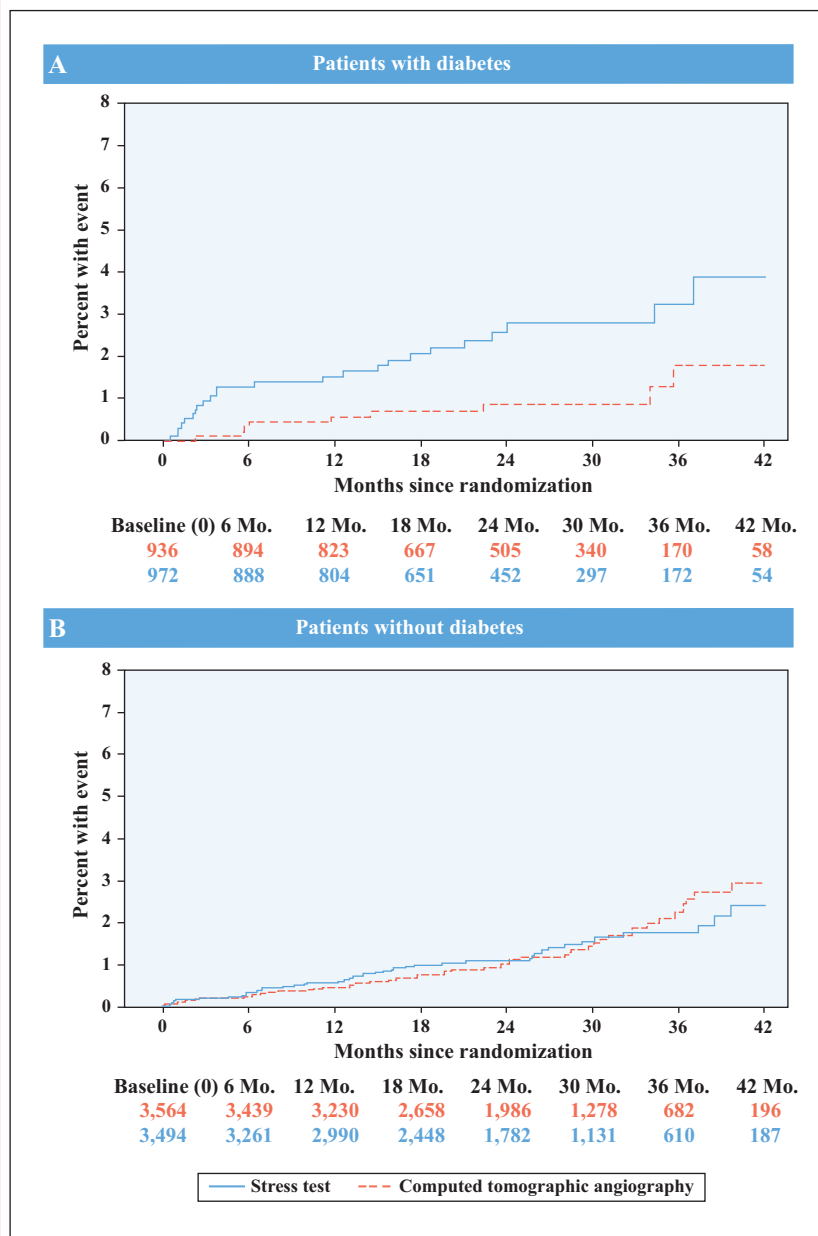 A Patients with diabetes
Percent with event
8
7
6
5
4
3
2
1
0
0 6 12 18 24 30 36 42
Months since randomization
Baseline (0) 6 Mo. 12 Mo. 18 Mo. 24 Mo. 30 Mo. 36 Mo. 42 Mo.
936 894 823 667 505 340 170 58
972 888 804 651 452 297 172 54
B Patients without diabetes
Percent with event
8
7
6
5
4
3
2
1
0
0 6 12 18 24 30 36 42
Months since randomization
Baseline (0) 6 Mo. 12 Mo. 18 Mo. 24 Mo. 30 Mo. 36 Mo. 42 Mo.
3,564 3,439 3,230 2,658 1,986 1,278 682 196
3,494 3,261 2,990 2,448 1,782 1,131 610 187
Stress test Computed tomographic angiography